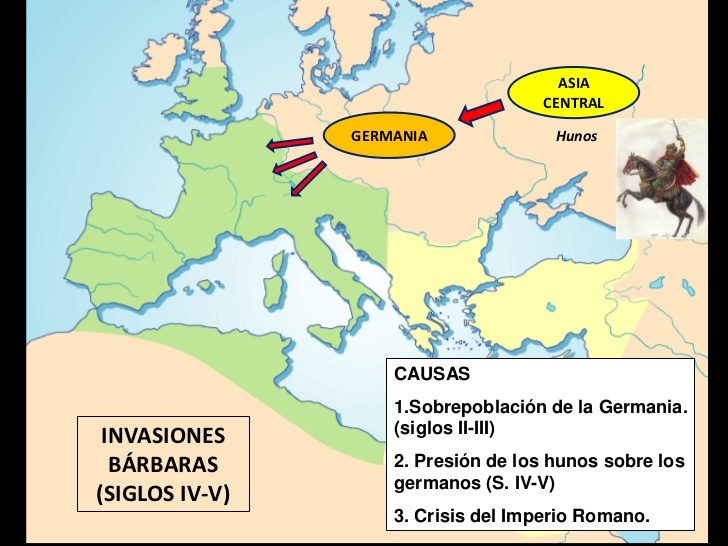 ASIA
CENTRAL
GERMANIA
Hunos
CAUSAS
1.Sobrepoblación de la Germania.
(siglos II-III)
2. Presión de los hunos sobre los
germanos (S. IV-V)
3. Crisis del Imperio Romano.
INVASIONES
BÁRBARAS
(SIGLOS IV-V)